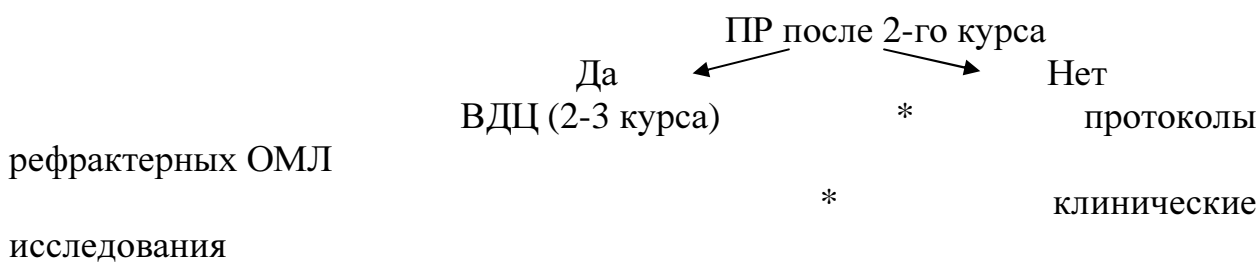 ПР после 2-го курса
Да Нет
ВДЦ (2-3 курса) * протоколы
рефрактерных ОМЛ
* клинические
исследования